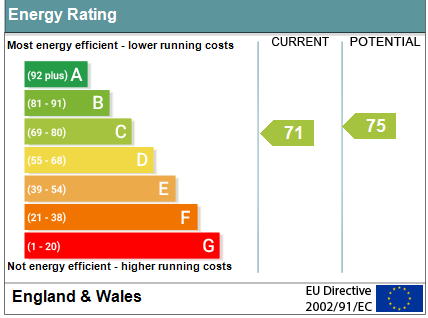 Energy Rating
Most energy efficient - lower running costs
CURRENT
POTENTIAL
(92 plus) A
(81 - 91) B
(69 - 80) C
(55 - 68) D
(39 - 54) E
(21 - 38) F
(1 - 20) G
71
75
Not energy efficient - higher running costs
England & Wales
EU Directive
2002/91/EC